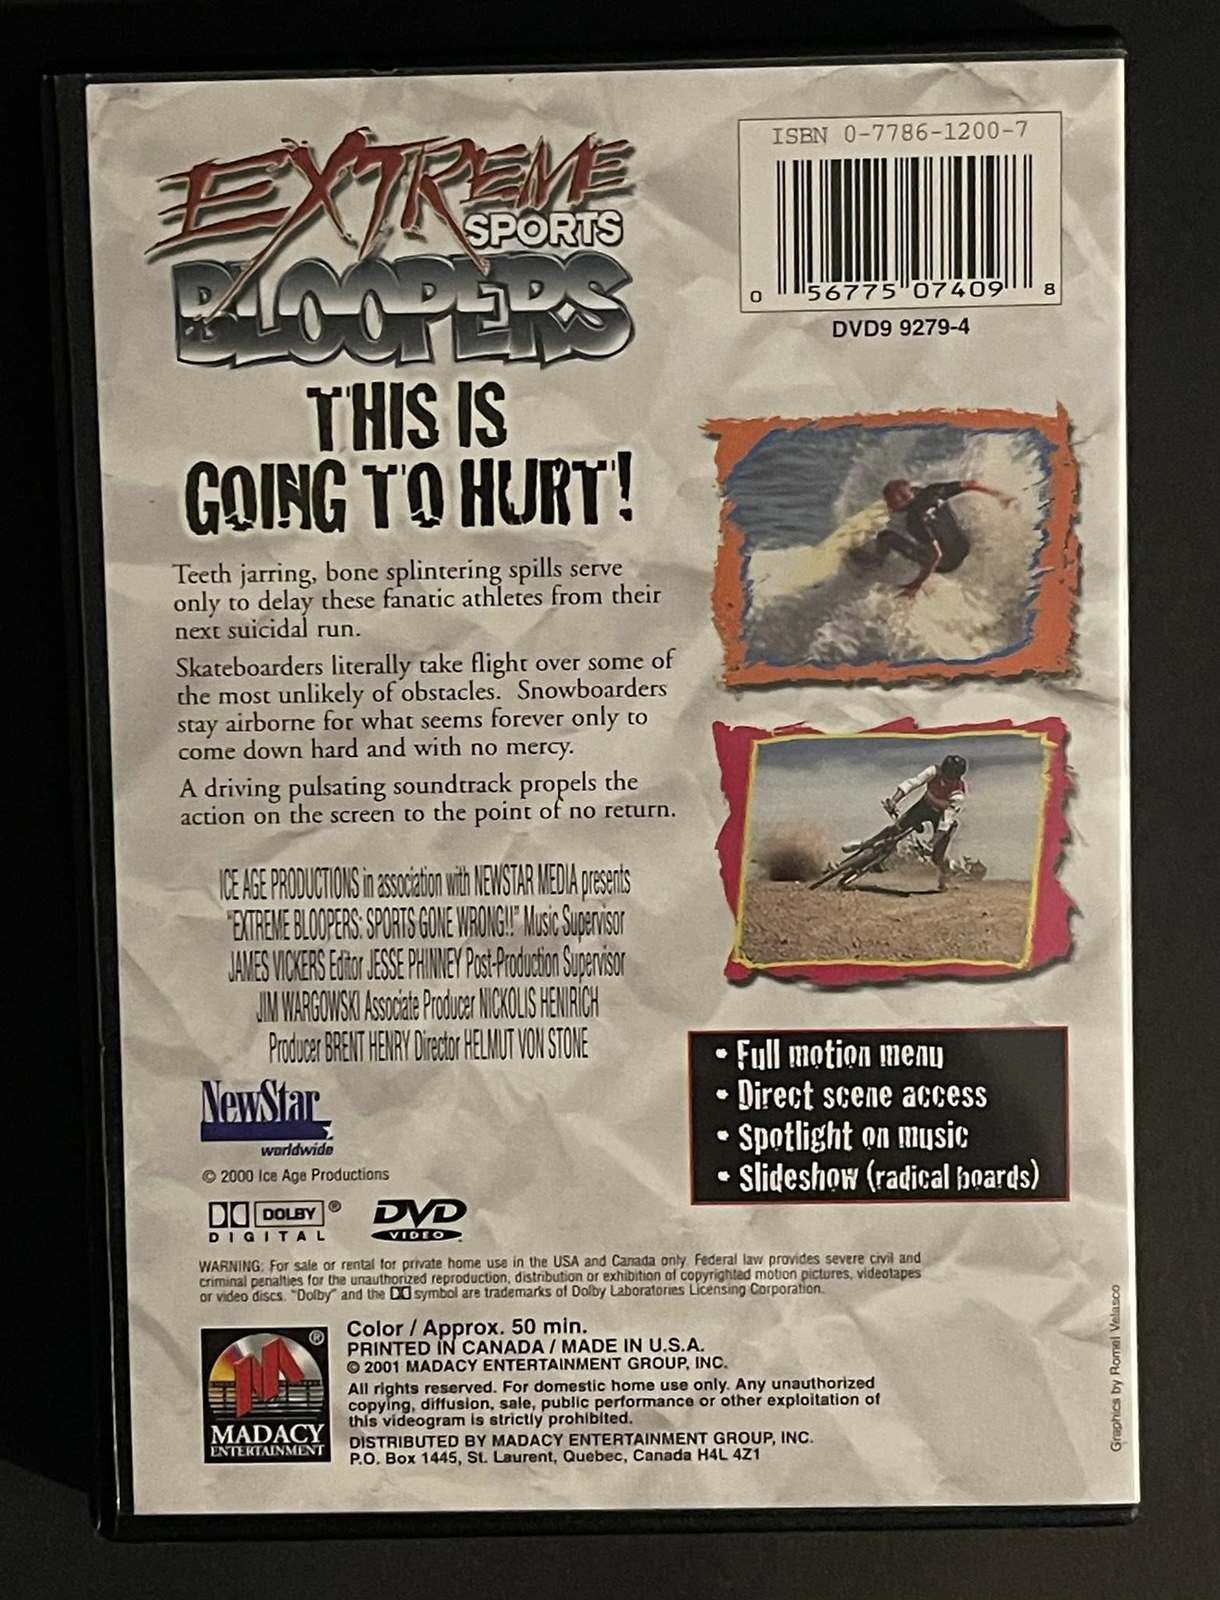 EXTREME
SPORTS
BLOOPERS
THIS IS
GOING TO HURT!
Teeth jarring, bone splintering spills serve
only to delay these fanatic athletes from their
next suicidal run.
Skateboarders literally take flight over some of
the most unlikely of obstacles. Snowboarders
stay airborne for what seems forever only to
come down hard and with no mercy.
A driving pulsating soundtrack propels the
action on the screen to the point of no return.
ICE AGE PRODUCTIONS in association with NEWSTAR MEDIA presents
"EXTREME BLOOPERS: SPORTS GONE WRONG!!" Music Supervisor
JAMES VICKERS Editor JESSE PHINNEY Post-Production Supervisor
JIM WARGOWSKI Associate Producer NICKOLIS HENIRICH
Producer BRENT HENRY Director HELMUT VON STONE
NewStar
worldwide
© 2000 Ice Age Productions
DOLBY ®
DIGITAL
DVD
VIDEO
ISBN 0-7786-1200-7
0 56775 07409 8
DVD9 9279-4
• Full motion menu
• Direct scene access
• Spotlight on music
• Slideshow (radical boards)
WARNING: For sale or rental for private home use in the USA and Canada only. Federal law provides severe civil and
criminal penalties for the unauthorized reproduction, distribution or exhibition of copyrighted motion pictures, videotapes
or video discs. "Dolby" and the symbol are trademarks of Dolby Laboratories Licensing Corporation.
®
MADACY
ENTERTAINMENT
Color / Approx. 50 min.
PRINTED IN CANADA / MADE IN U.S.A.
© 2001 MADACY ENTERTAINMENT GROUP, INC.
All rights reserved. For domestic home use only. Any unauthorized
copying, diffusion, sale, public performance or other exploitation of
this videogram is strictly prohibited.
DISTRIBUTED BY MADACY ENTERTAINMENT GROUP, INC.
P.O. Box 1445, St. Laurent, Quebec, Canada H4L 4Z1
Graphics by Romel Velasco